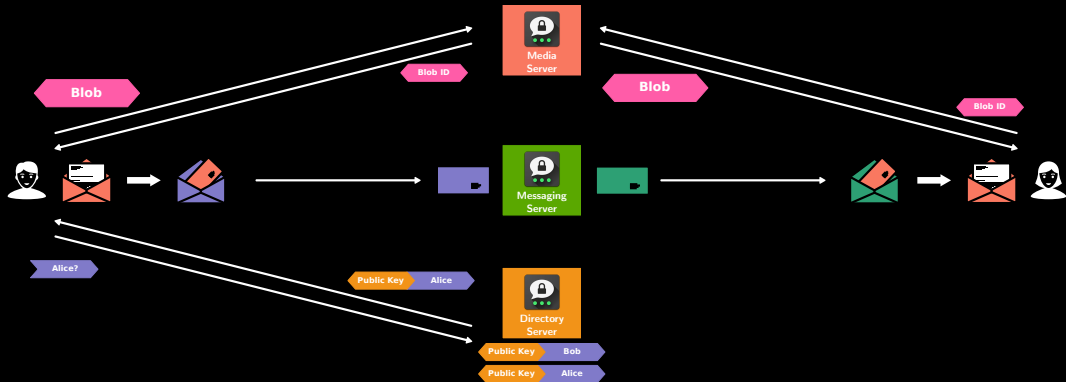 Media
Server
Blob ID
Blob
Blob
Blob ID
Messaging
Server
Alice?
Public Key Alice
Directory
Server
Public Key Bob
Public Key Alice